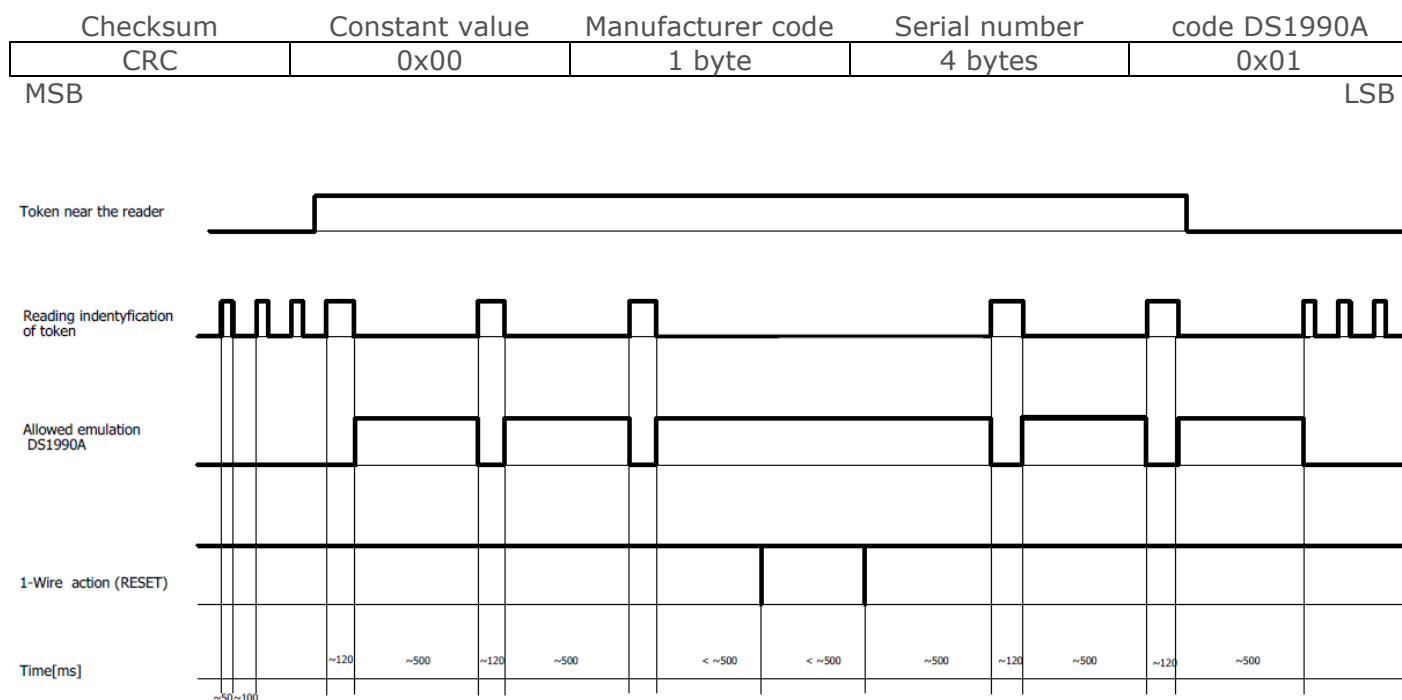 Checksum Constant value Manufacturer code Serial number code DS1990A
CRC 0x00 1 byte 4 bytes 0x01
MSB LSB
Token near the reader
Reading indentyfication
of token
Allowed emulation
DS1990A
1-Wire action (RESET)
Time[ms] ~120 ~500 ~120 ~500 < ~500 < ~500 ~500 ~120 ~500 ~120 ~500
~50 ~100